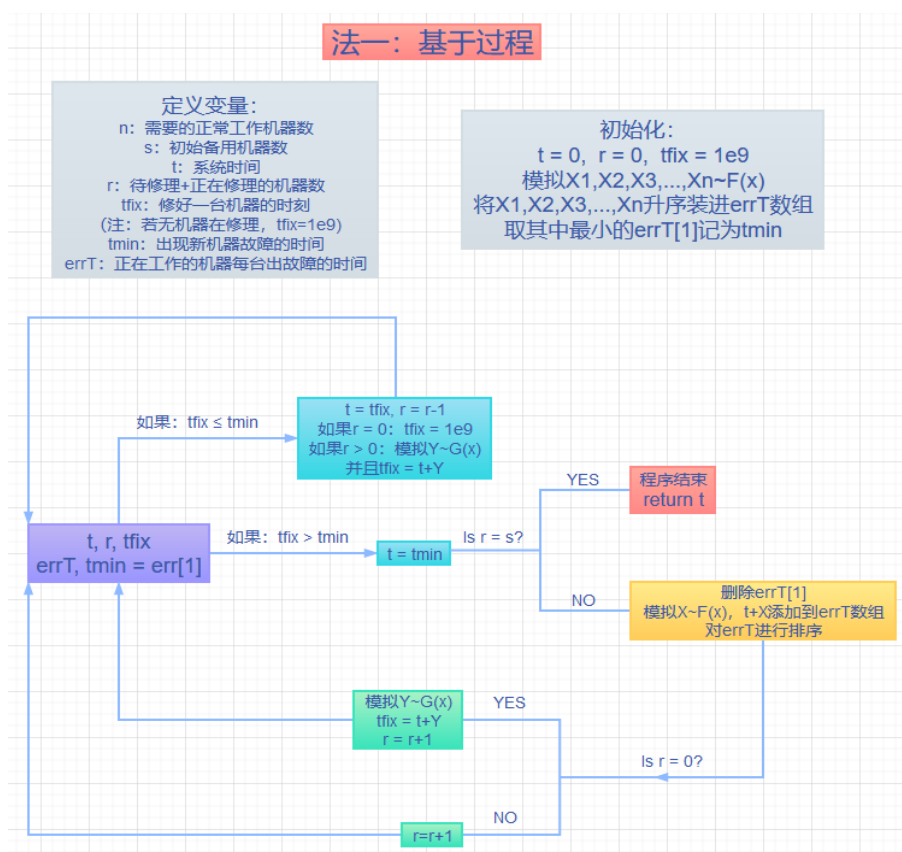 法一：基于过程
定义变量：
n：需要的正常工作机器数
s：初始备用机器数
t：系统时间
r：待修理+正在修理的机器数
tfix：修好一台机器的时刻
(注：若无机器在修理，tfix=1e9)
tmin：出现新机器故障的时间
errT：正在工作的机器每台出故障的时间
初始化：
t = 0, r = 0, tfix = 1e9
模拟X1,X2,X3,...,Xn~F(x)
将X1,X2,X3,...,Xn升序装进errT数组
取其中最小的errT[1]记为tmin
如果：tfix ≤ tmin
t = tfix, r = r-1
如果r = 0：tfix = 1e9
如果r > 0：模拟Y~G(x)
并且tfix = t+Y
t, r, tfix
errT, tmin = err[1]
如果：tfix > tmin
t = tmin
Is r = s?
YES
程序结束
return t
NO
删除errT[1]
模拟X~F(x)，t+X添加到errT数组
对errT进行排序
Is r = 0?
YES
模拟Y~G(x)
tfix = t+Y
r = r+1
NO
r=r+1